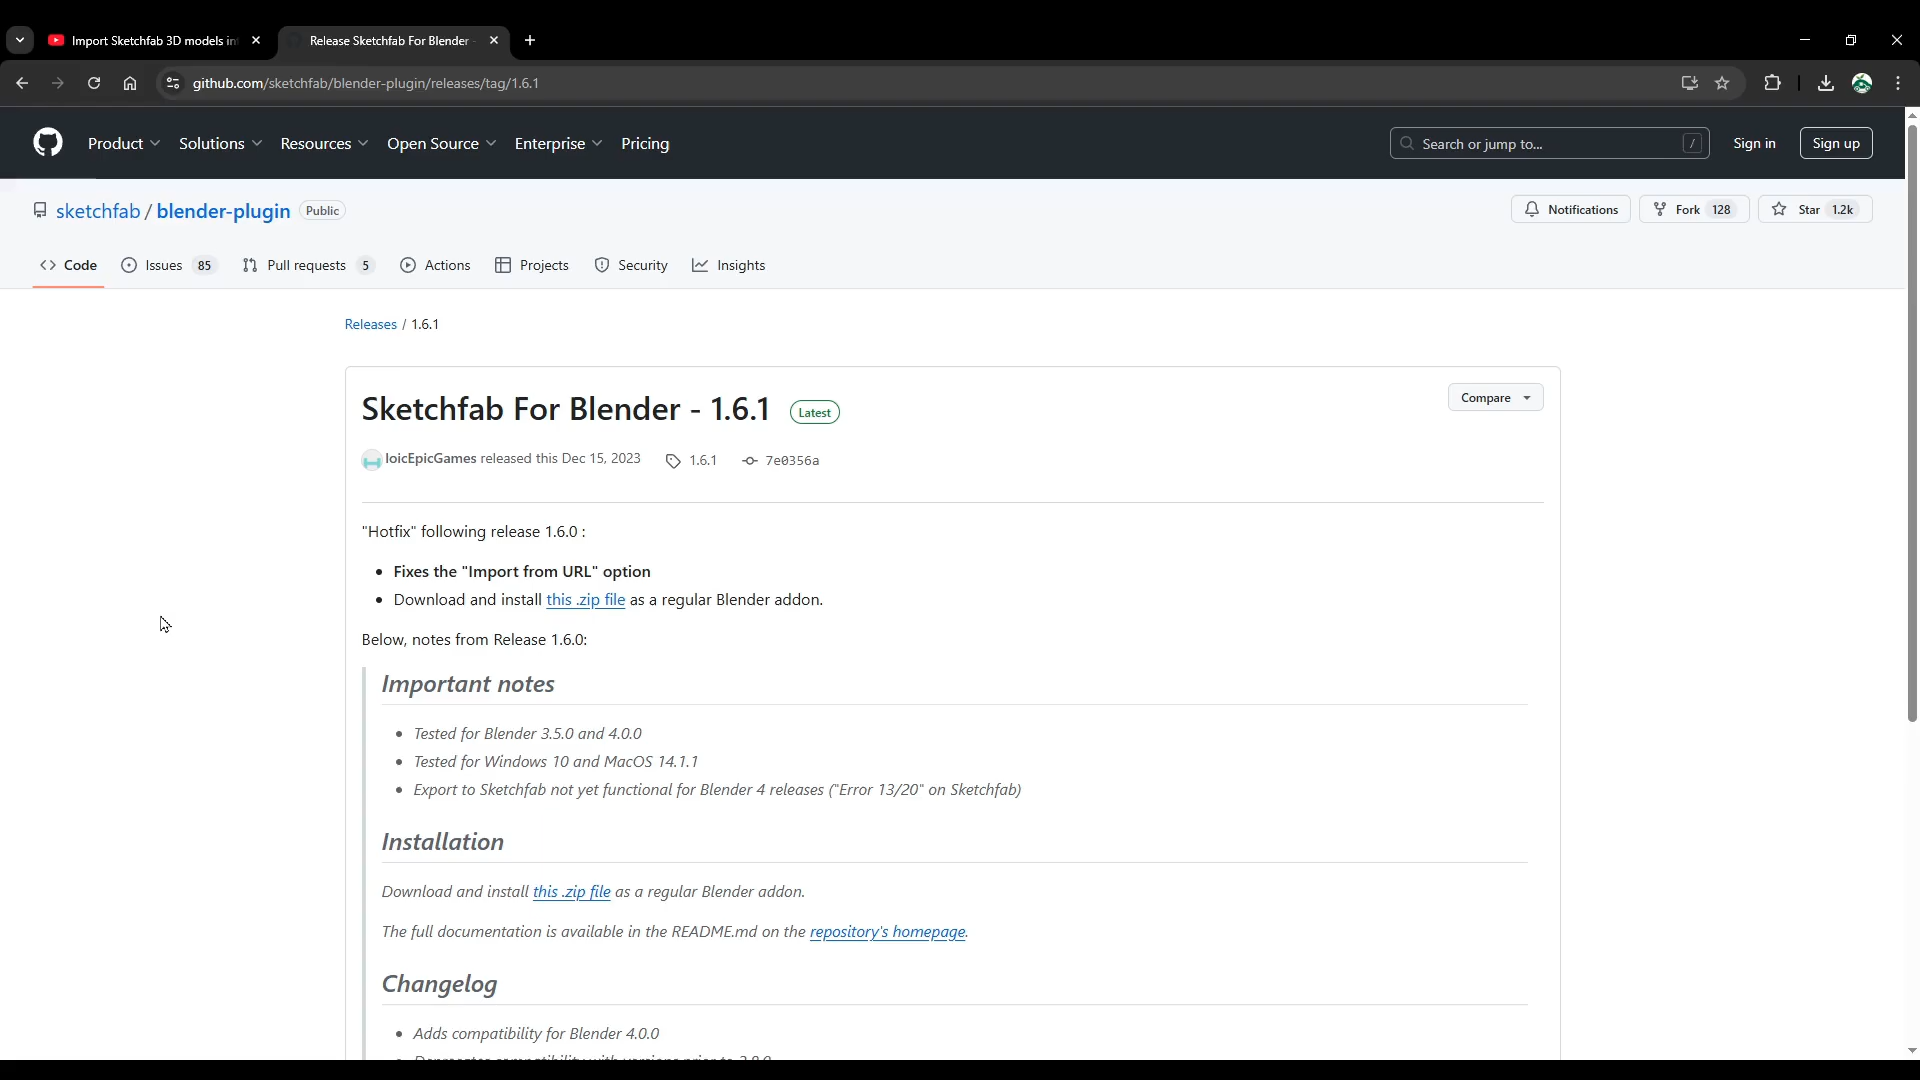 Import Sketchfab 3D models in
Release Sketchfab For Blender -
github.com/sketchfab/blender-plugin/releases/tag/1.6.1
Product Solutions Resources Open Source Enterprise Pricing
Search or jump to... /
Sign in
Sign up
sketchfab / blender-plugin Public
Notifications
Fork 128
Star 1.2k
Code
Issues 85
Pull requests 5
Actions
Projects
Security
Insights
Releases / 1.6.1
Sketchfab For Blender - 1.6.1 Latest
Compare
loicEpicGames released this Dec 15, 2023 1.6.1 7e0356a
"Hotfix" following release 1.6.0 :
• Fixes the "Import from URL" option
• Download and install this .zip file as a regular Blender addon.
Below, notes from Release 1.6.0:
Important notes
• Tested for Blender 3.5.0 and 4.0.0
• Tested for Windows 10 and MacOS 14.1.1
• Export to Sketchfab not yet functional for Blender 4 releases ("Error 13/20" on Sketchfab)
Installation
Download and install this .zip file as a regular Blender addon.
The full documentation is available in the README.md on the repository's homepage.
Changelog
• Adds compatibility for Blender 4.0.0